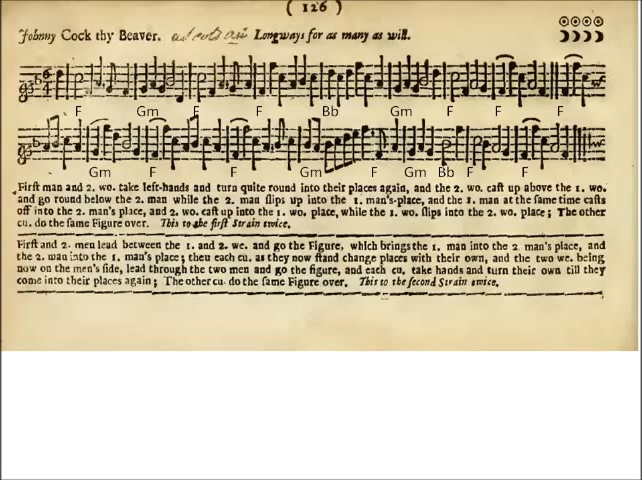 ( 126 )
Johnny Cock thy Beaver. Longways for as many as will.
F Gm F F Bb Gm F F F
Gm F F Gm F Gm Bb F F
Firſt man and 2. wo. take left-hands and turn quite round into their places again, and the 2. wo. caſt up above the 1. wo.
and go round below the 2. man while the 2. man ſlips up into the 1. man's-place, and the 1. man at the ſame time caſts
off into the 2. man's place, and 2. wo. caſt up into the 1. wo. place, while the 1. wo. ſlips into the 2. wo. place; The other
cu. do the ſame Figure over. This to the firſt Strain twice.
Firſt and 2. men lead between the 1. and 2. we. and go the Figure, which brings the 1. man into the 2. man's place, and
the 2. man into the 1. man's place; then each cu. as they now ſtand change places with their own, and the two we. being
now on the men's ſide, lead through the two men and go the figure, and each cu. take hands and turn their own till they
come into their places again; The other cu. do the ſame Figure over. This to the ſecond Strain twice.